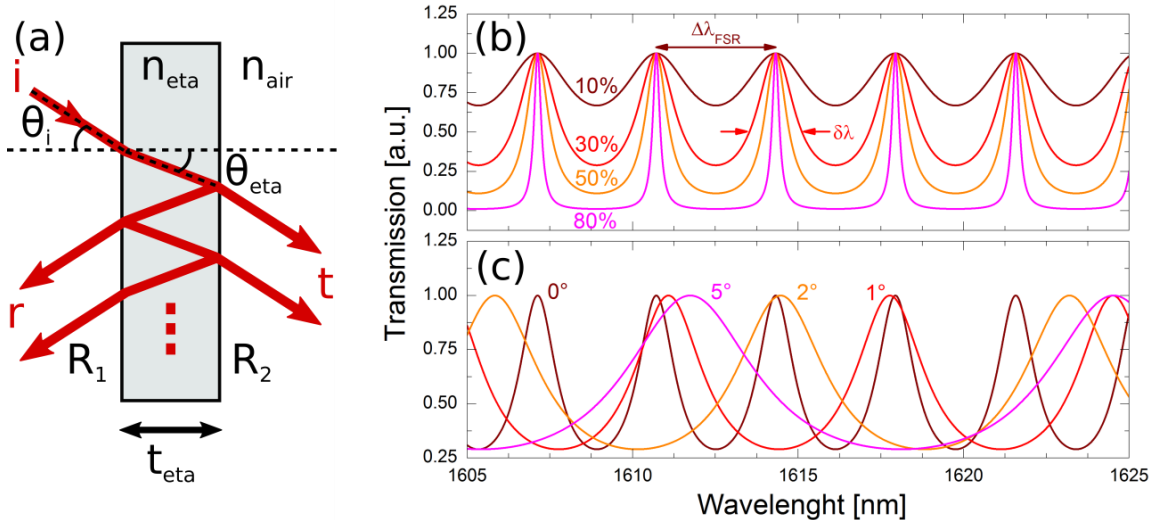 (a)
i
n_eta
n_air
θ_i
θ_eta
r
t
R_1
R_2
t_eta
(b)
Δλ_FSR
10%
30%
50%
80%
δλ
Transmission [a.u.]
1.25
1.00
0.75
0.50
0.25
0.00
(c)
0°
5°
2°
1°
1.25
1.00
0.75
0.50
0.25
1605
1610
1615
1620
1625
Wavelenght [nm]